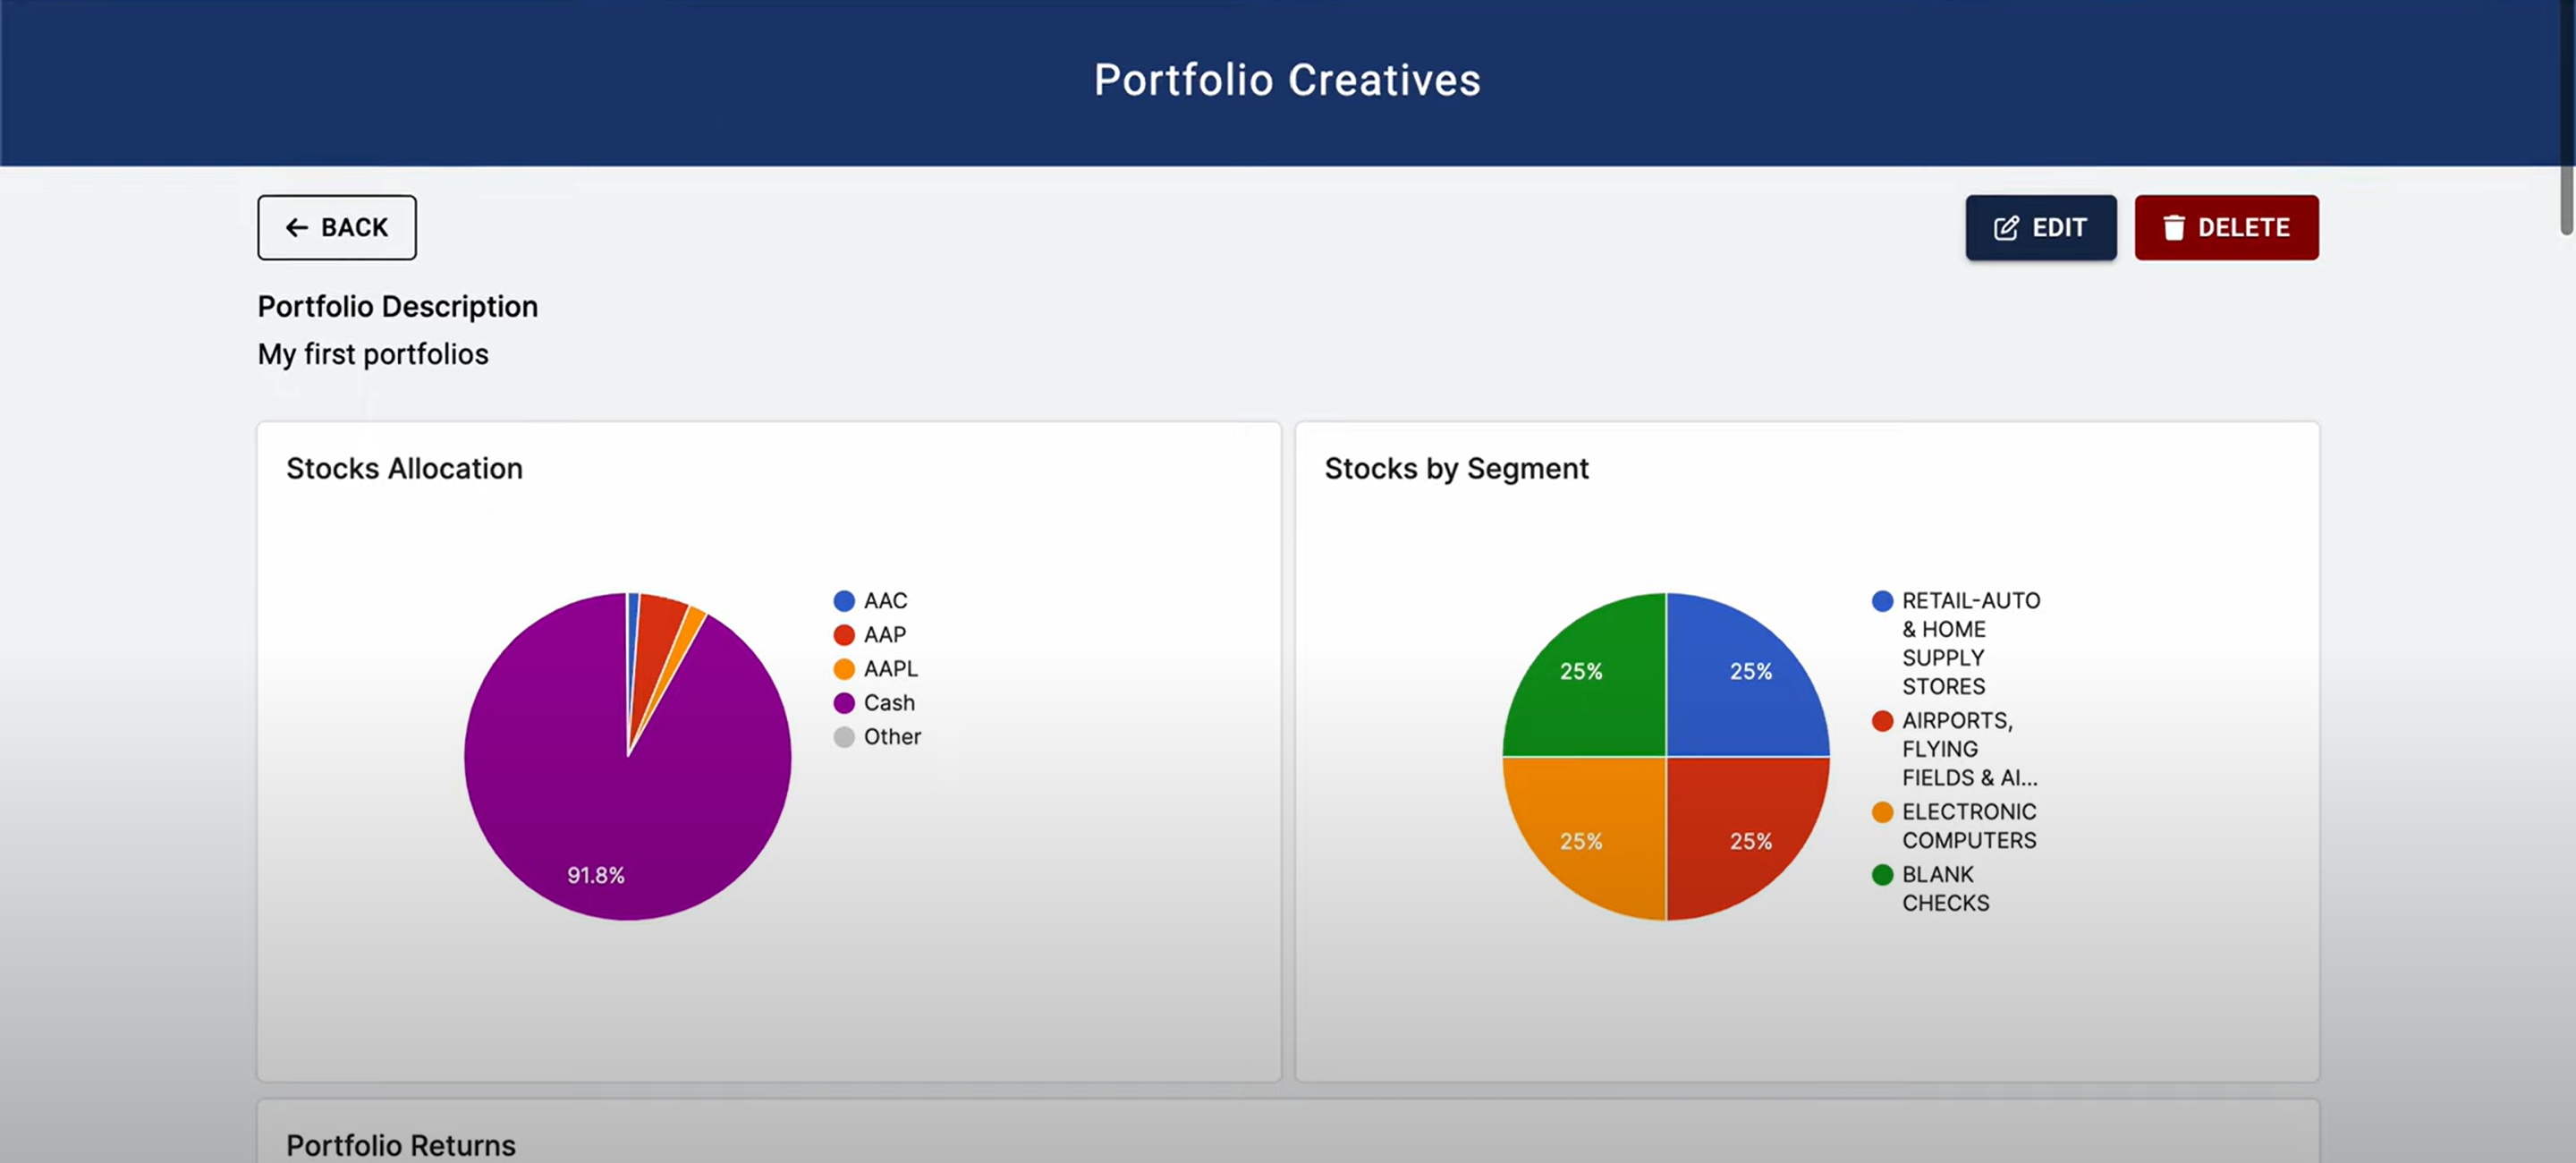 Portfolio Creatives
BACK
EDIT
DELETE
Portfolio Description
My first portfolios
Stocks Allocation
AAC
AAP
AAPL
Cash
Other
91.8%
Stocks by Segment
25%
25%
25%
25%
RETAIL-AUTO
& HOME
SUPPLY
STORES
AIRPORTS,
FLYING
FIELDS & AI...
ELECTRONIC
COMPUTERS
BLANK
CHECKS
Portfolio Returns